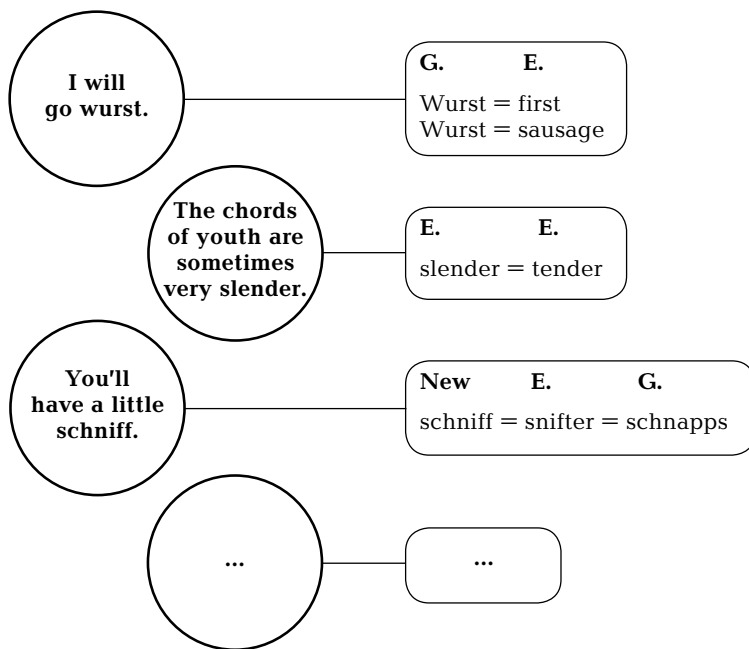 I will
go wurst.
G. E.
Wurst = first
Wurst = sausage
The chords
of youth are
sometimes
very slender.
E. E.
slender = tender
You'll
have a little
schniff.
New E. G.
schniff = snifter = schnapps
...
...